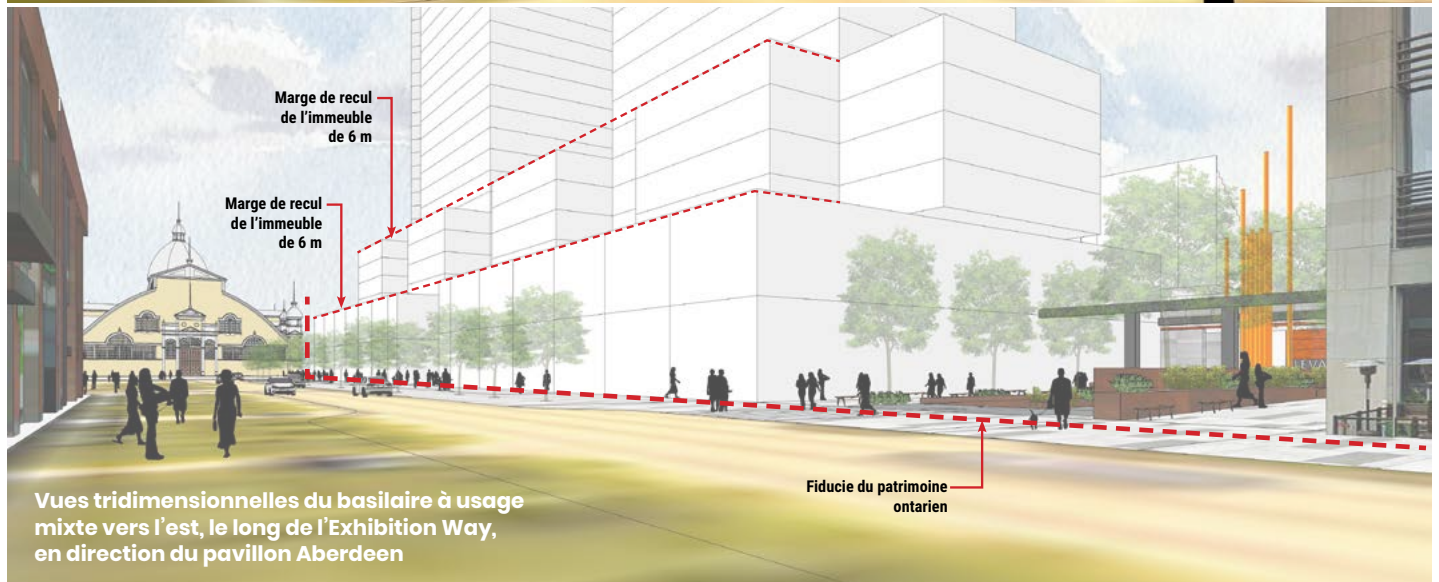 Marge de recul
de l'immeuble
de 6 m
Marge de recul
de l'immeuble
de 6 m
Fiducie du patrimoine
ontarien
Vues tridimensionnelles du basilaire à usage
mixte vers l'est, le long de l'Exhibition Way,
en direction du pavillon Aberdeen